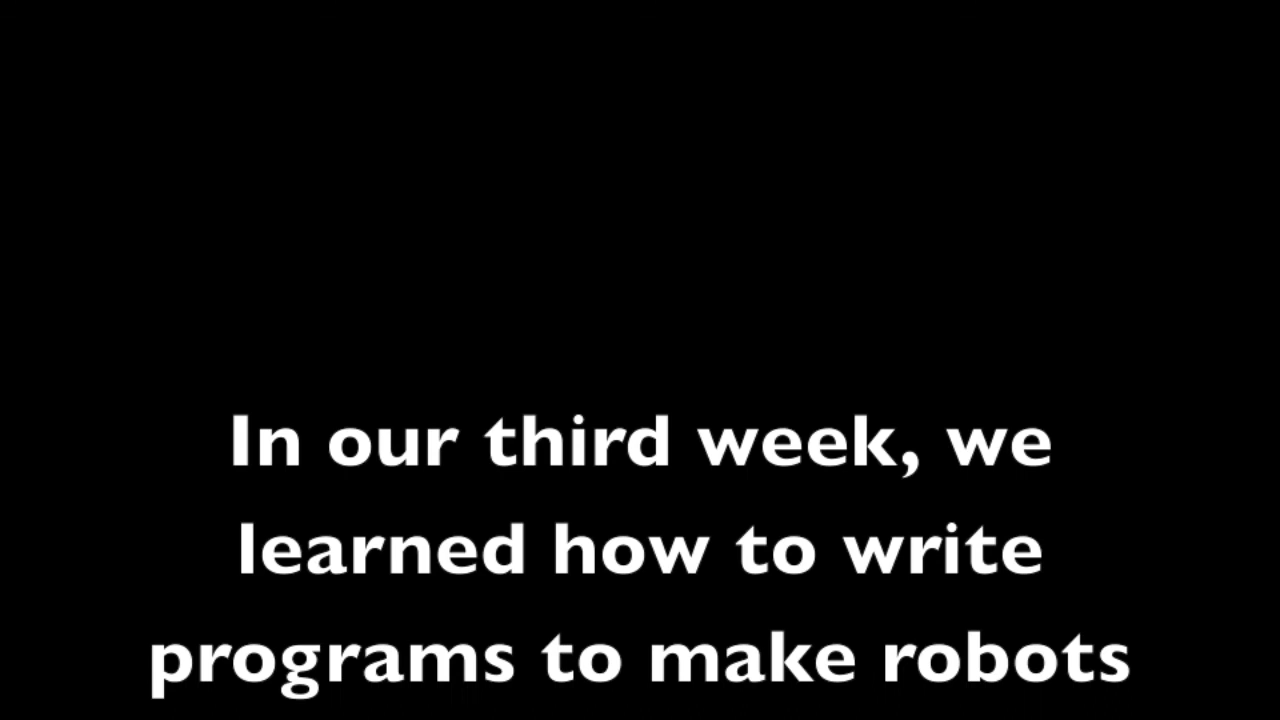 In our third week, we
learned how to write
programs to make robots